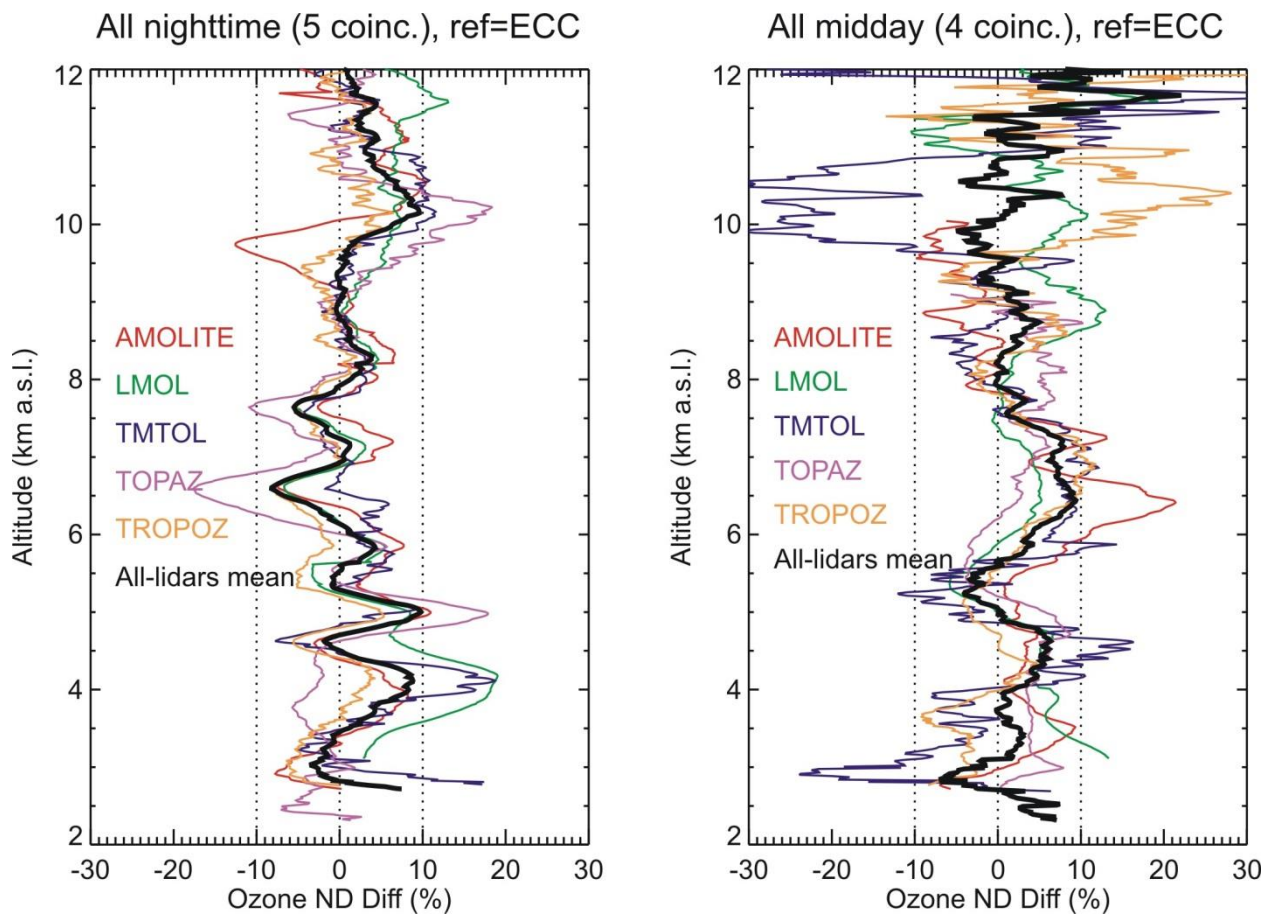 All nighttime (5 coinc.), ref=ECC
12
10
8
6
4
2
Altitude (km a.s.l.)
AMOLITE
LMOL
TMTOL
TOPAZ
TROPOZ
All-lidars mean
-30 -20 -10 0 10 20 30
Ozone ND Diff (%)
All midday (4 coinc.), ref=ECC
12
10
8
6
4
2
Altitude (km a.s.l.)
AMOLITE
LMOL
TMTOL
TOPAZ
TROPOZ
All-lidars mean
-30 -20 -10 0 10 20 30
Ozone ND Diff (%)